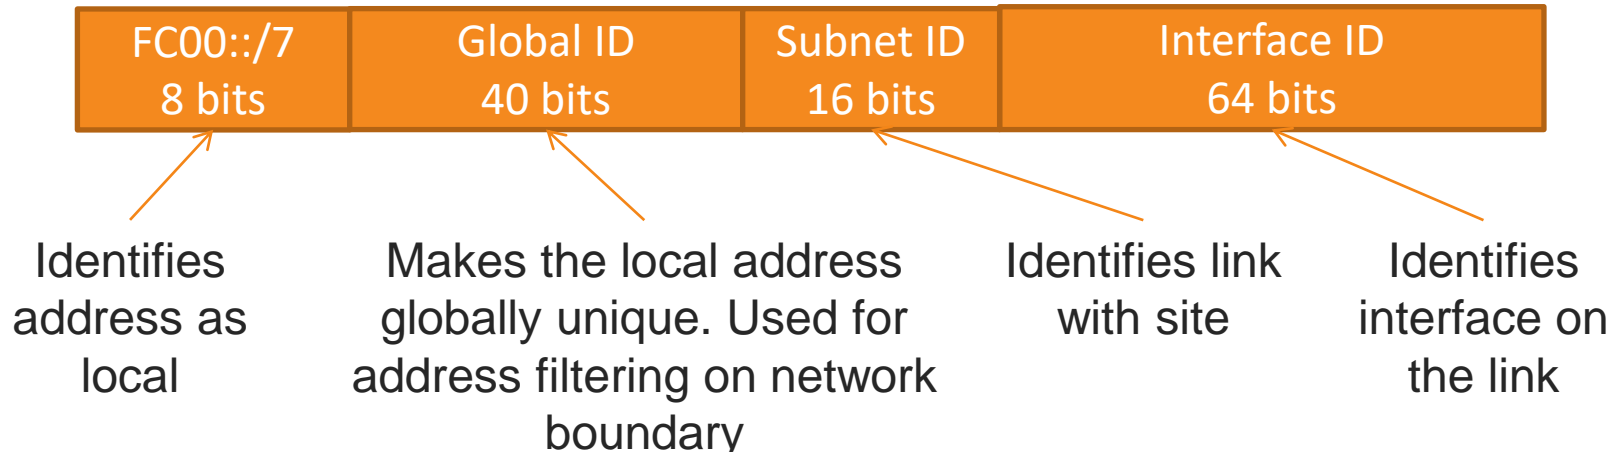 FC00::/7
8 bits
Global ID
40 bits
Subnet ID
16 bits
Interface ID
64 bits
Identifies
address as
local
Makes the local address
globally unique. Used for
address filtering on network
boundary
Identifies link
with site
Identifies
interface on
the link